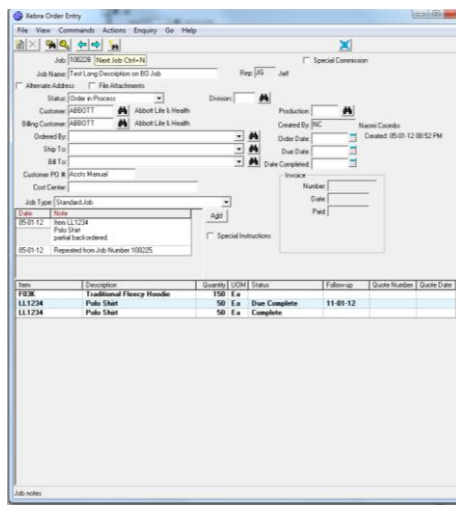 Xebra Order Entry
File View Commands Actions Enquiry Go Help
Job: 100228 Next Job Ctrl+N
Special Commission
Job Name: Test Long Description on BO Job Rep: JG Jeff
Alternate Address File Attachments
Status: Order in Process Division:
Customer: ABBOTT Abbott Life & Health Production:
Billing Customer: ABBOTT Abbott Life & Health Created By: NC Naomi Coombs
Ordered By: Order Date: Created: 05-01-12 08:52 PM
Ship To: Due Date:
Bill To: Date Completed:
Customer PO #: Accts Manual Invoice
Cost Center: Number:
Date:
Job Type: Standard Job Paid:
Date Note Add
05-01-12 Item LL1234
Polo Shirt
partial backordered Special Instructions
05-01-12 Repeated from Job Number 100225
Item Description Quantity UOM Status Follow-up Quote Number Quote Date
F03K Traditional Fleecy Hoodie 150 Ea
LL1234 Polo Shirt 50 Ea Due Complete 11-01-12
LL1234 Polo Shirt 50 Ea Complete
Job notes